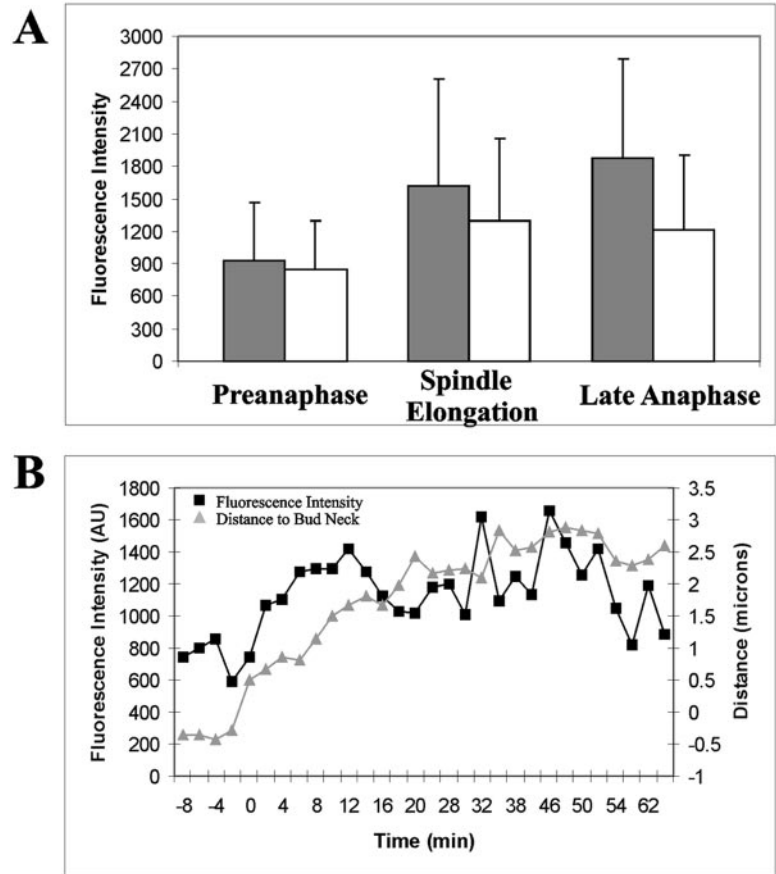 A
3000
2700
2400
2100
1800
1500
1200
900
600
300
0
Fluorescence Intensity
Preanaphase
Spindle
Elongation
Late Anaphase
B
1800
1600
1400
1200
1000
800
600
400
200
0
Fluorescence Intensity (AU)
Fluorescence Intensity
Distance to Bud Neck
3.5
3
2.5
2
1.5
1
0.5
0
-0.5
-1
Distance (microns)
-8 -4 0 4 8 12 16 20 28 32 38 46 54 62
Time (min)